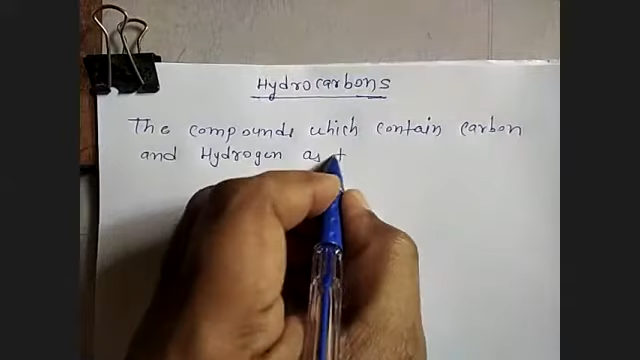 Hydrocarbons
The compounds which contain carbon
and Hydrogen as t